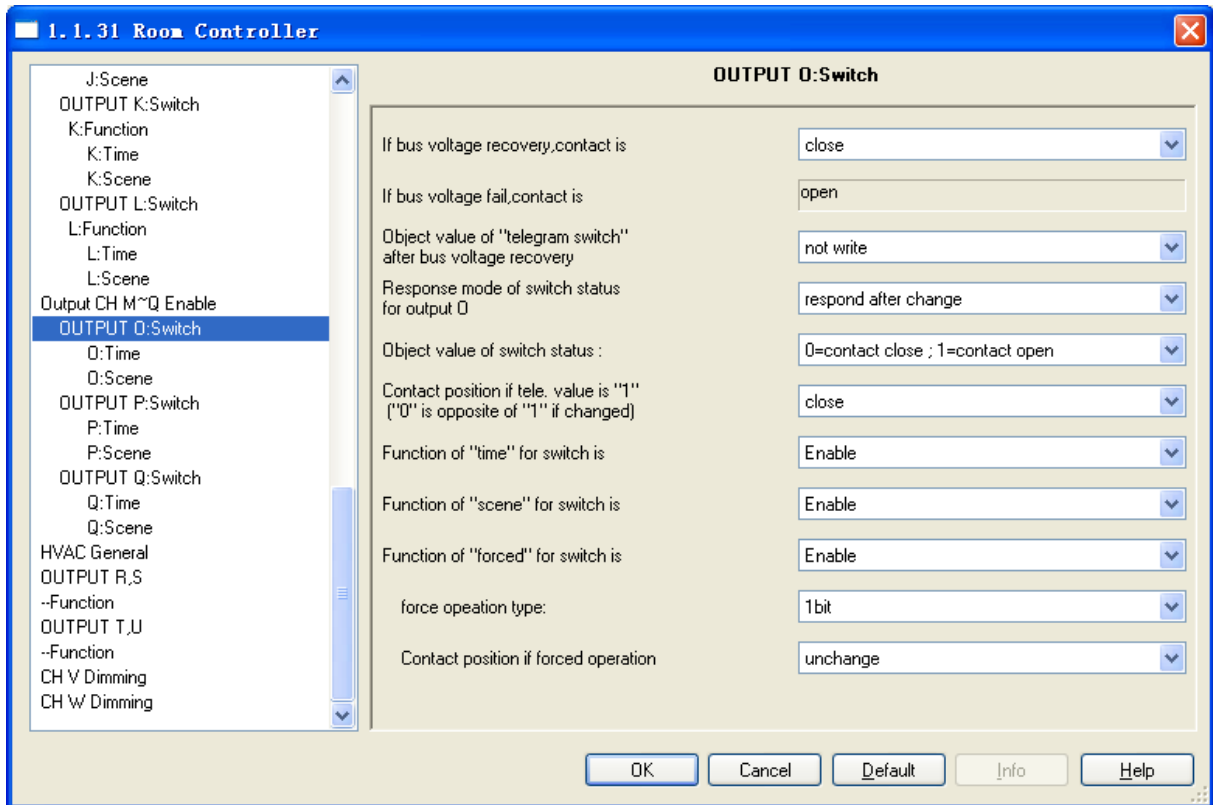 1.1.31 Room Controller
J:Scene
OUTPUT K:Switch
K:Function
K:Time
K:Scene
OUTPUT L:Switch
L:Function
L:Time
L:Scene
Output CH M~Q Enable
OUTPUT O:Switch
O:Time
O:Scene
OUTPUT P:Switch
P:Time
P:Scene
OUTPUT Q:Switch
Q:Time
Q:Scene
HVAC General
OUTPUT R,S
--Function
OUTPUT T,U
--Function
CH V Dimming
CH W Dimming
OUTPUT O:Switch
If bus voltage recovery,contact is close
If bus voltage fail,contact is open
Object value of "telegram switch"
after bus voltage recovery not write
Response mode of switch status
for output O respond after change
Object value of switch status : 0=contact close ; 1=contact open
Contact position if tele. value is "1"
("0" is opposite of "1" if changed) close
Function of "time" for switch is Enable
Function of "scene" for switch is Enable
Function of "forced" for switch is Enable
force opeation type: 1bit
Contact position if forced operation unchange
OK Cancel Default Info Help